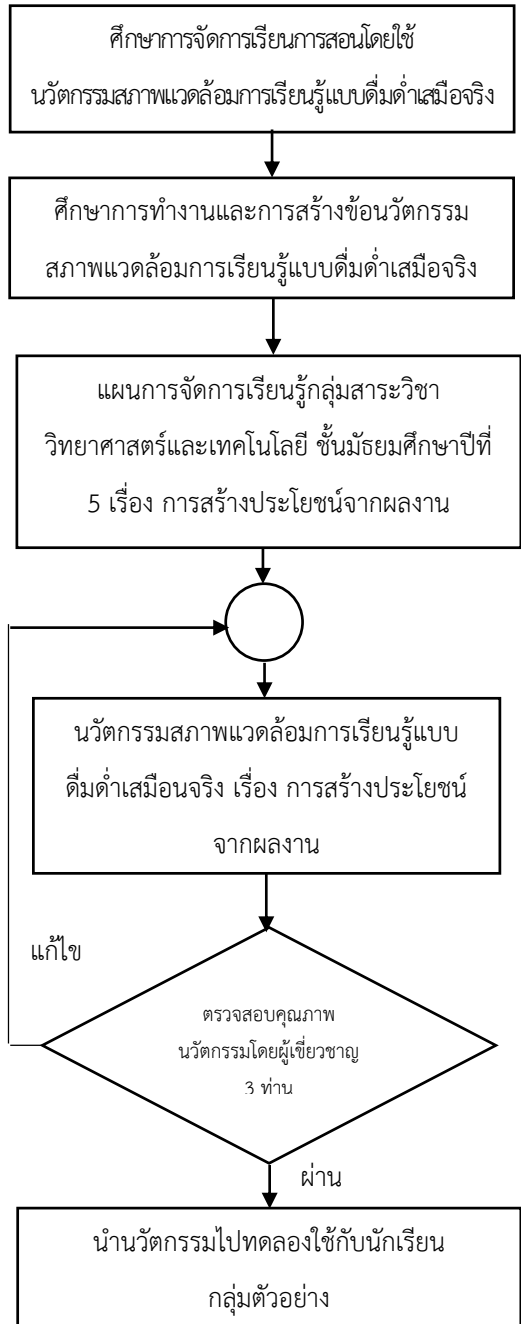 ศึกษาการจัดการเรียนการสอนโดยใช้
นวัตกรรมสภาพแวดล้อมการเรียนรู้แบบดื่มด่ำเสมือจริง
ศึกษาการทำงานและการสร้างข้อนวัตกรรม
สภาพแวดล้อมการเรียนรู้แบบดื่มด่ำเสมือจริง
แผนการจัดการเรียนรู้กลุ่มสาระวิชา
วิทยาศาสตร์และเทคโนโลยี ชั้นมัธยมศึกษาปีที่
5 เรื่อง การสร้างประโยชน์จากผลงาน
นวัตกรรมสภาพแวดล้อมการเรียนรู้แบบ
ดื่มด่ำเสมือนจริง เรื่อง การสร้างประโยชน์
จากผลงาน
แก้ไข
ตรวจสอบคุณภาพ
นวัตกรรมโดยผู้เขี่ยวชาญ
3 ท่าน
ผ่าน
นำนวัตกรรมไปทดลองใช้กับนักเรียน
กลุ่มตัวอย่าง